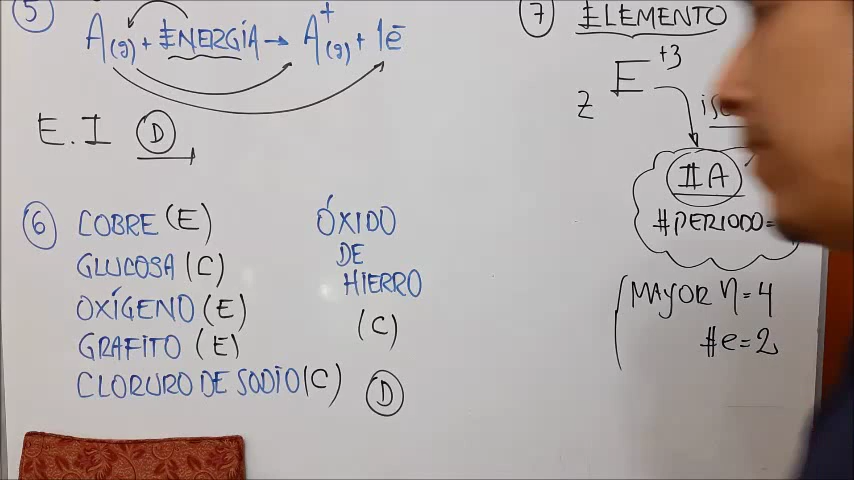 5
A(g) + ENERGÍA → A⁺(g) + 1e⁻
E.I D
6
COBRE (E)
GLUCOSA (C)
OXÍGENO (E)
GRAFITO (E)
CLORURO DE SODIO (C) D
ÓXIDO
DE
HIERRO
(C)
7 ELEMENTO
Z E⁺³
IIA
#PERIODO=
MAYOR η=4
#e=2